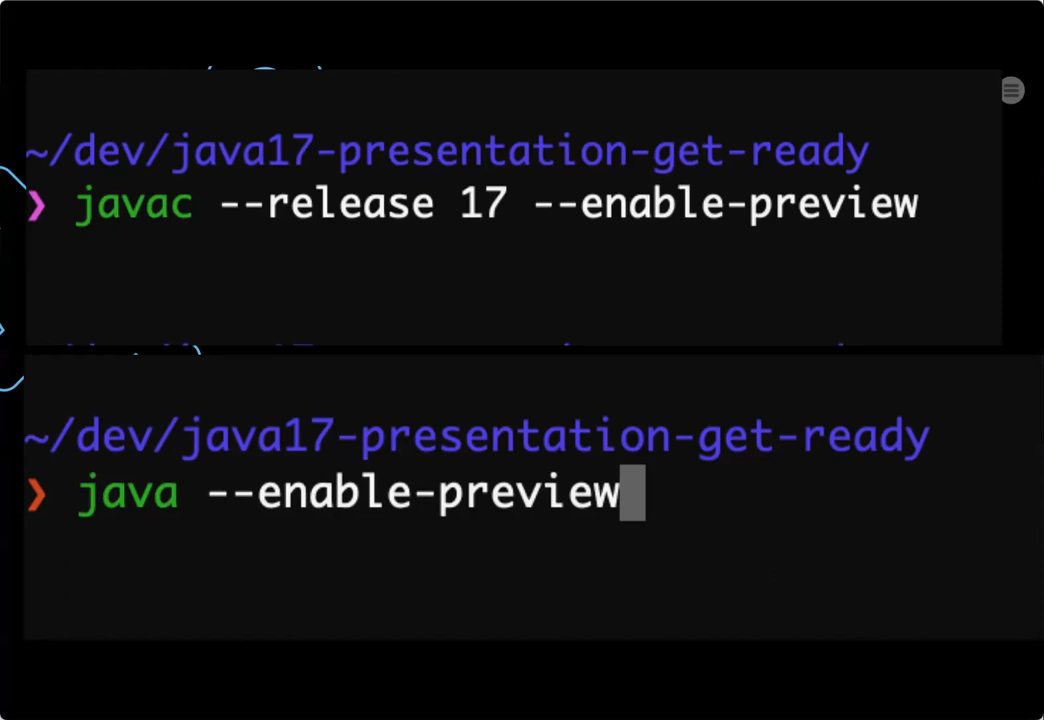 ~/dev/java17-presentation-get-ready
❯ javac --release 17 --enable-preview
~/dev/java17-presentation-get-ready
❯ java --enable-preview